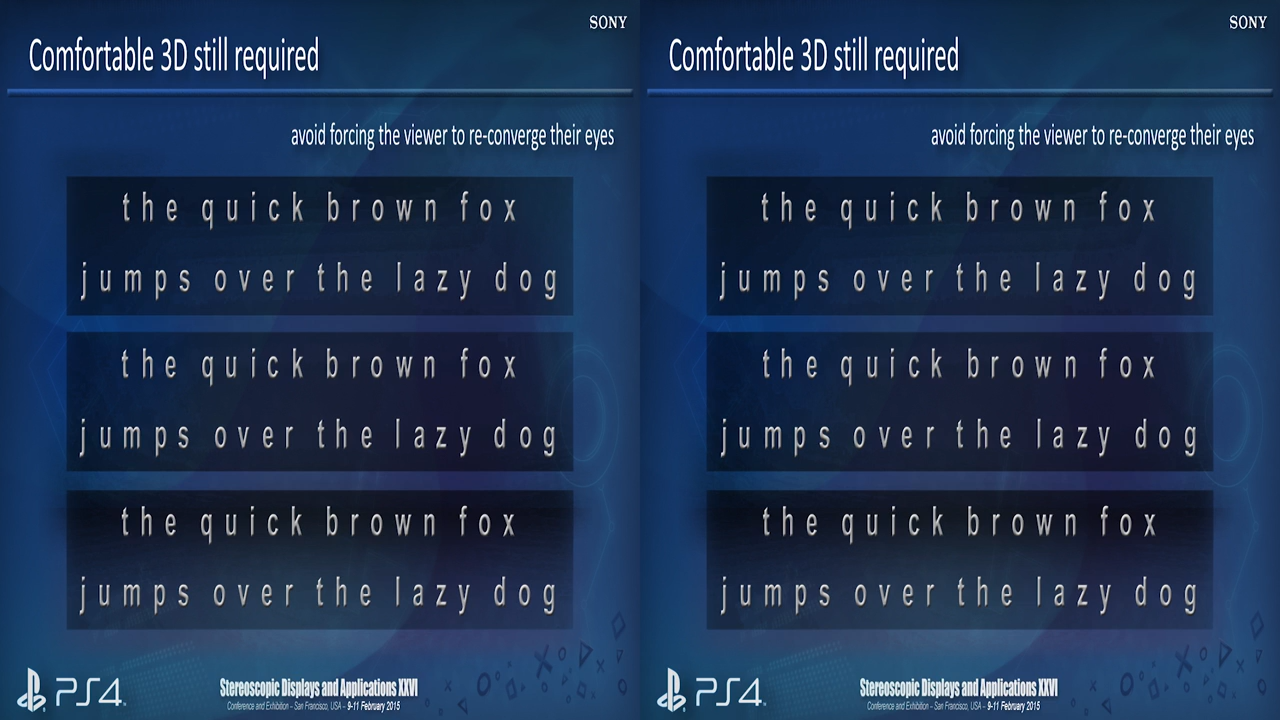 SONY
Comfortable 3D still required
avoid forcing the viewer to re-converge their eyes
the quick brown fox
jumps over the lazy dog
the quick brown fox
jumps over the lazy dog
the quick brown fox
jumps over the lazy dog
PS4
Stereoscopic Displays and Applications XXVI
Conference and Exhibition – San Francisco, USA – 9-11 February 2015
SONY
Comfortable 3D still required
avoid forcing the viewer to re-converge their eyes
the quick brown fox
jumps over the lazy dog
the quick brown fox
jumps over the lazy dog
the quick brown fox
jumps over the lazy dog
PS4
Stereoscopic Displays and Applications XXVI
Conference and Exhibition – San Francisco, USA – 9-11 February 2015